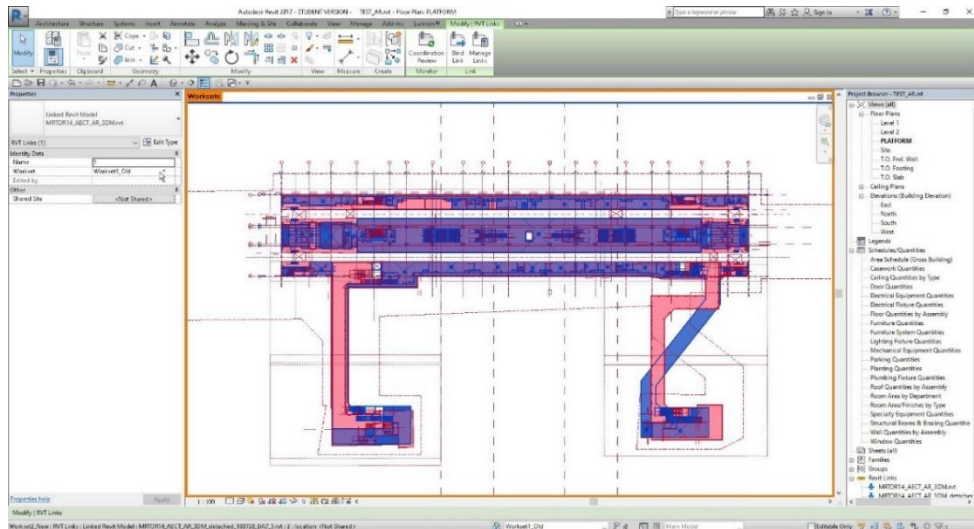 Autodesk Revit 2017 - STUDENT VERSION - TEST_AR.rvt - Floor Plan: PLATFORM
Type a keyword or phrase
Sign In
Architecture Structure Systems Insert Annotate Analyze Massing & Site Collaborate View Manage Add-Ins Lumion® Modify | RVT Links
Modify
Properties
Paste
Cope
Cut
Join
Coordination Review
Bind Link
Manage Links
Select
Properties
Clipboard
Geometry
Modify
View
Measure
Create
Monitor
Link
Properties
Linked Revit Model
MRTOR14_AECT_AR_3DM.rvt
RVT Links (1)
Edit Type
Identity Data
Name
Workset Workset1_Old
Edited by
Other
Shared Site <Not Shared>
Properties help
Apply
Worksets
1 : 100
Project Browser - TEST_AR.rvt
Views (all)
Floor Plans
Level 1
Level 2
PLATFORM
Site
T.O. Fnd. Wall
T.O. Footing
T.O. Slab
Ceiling Plans
Elevations (Building Elevation)
East
North
South
West
Legends
Schedules/Quantities
Area Schedule (Gross Building)
Casework Quantities
Ceiling Quantities by Type
Door Quantities
Electrical Equipment Quantities
Electrical Fixture Quantities
Floor Quantities by Assembly
Furniture Quantities
Furniture System Quantities
Lighting Fixture Quantities
Mechanical Equipment Quantities
Parking Quantities
Planting Quantities
Plumbing Fixture Quantities
Roof Quantities by Assembly
Room Area by Department
Room Area/Finishes by Type
Specialty Equipment Quantities
Structural Beams & Bracing Quantitie
Wall Quantities by Assembly
Window Quantities
Sheets (all)
Families
Groups
Revit Links
MRTOR14_AECT_AR_3DM.rvt
Modify | RVT Links
Workset1_Old
Main Model
Editable Only